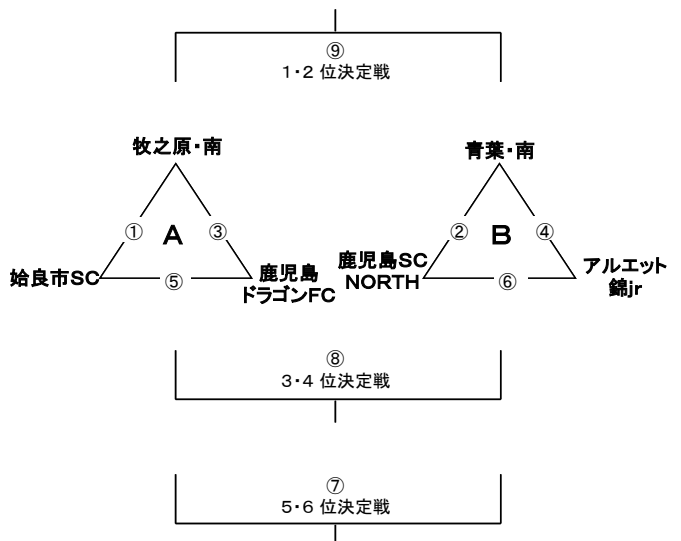 ⑨
1・2 位決定戦
牧之原・南
青葉・南
①
A
③
②
B
④
姶良市SC
⑤
鹿児島
ドラゴンFC
鹿児島SC
NORTH
⑥
アルエット
錦jr
⑧
3・4 位決定戦
⑦
5・6 位決定戦